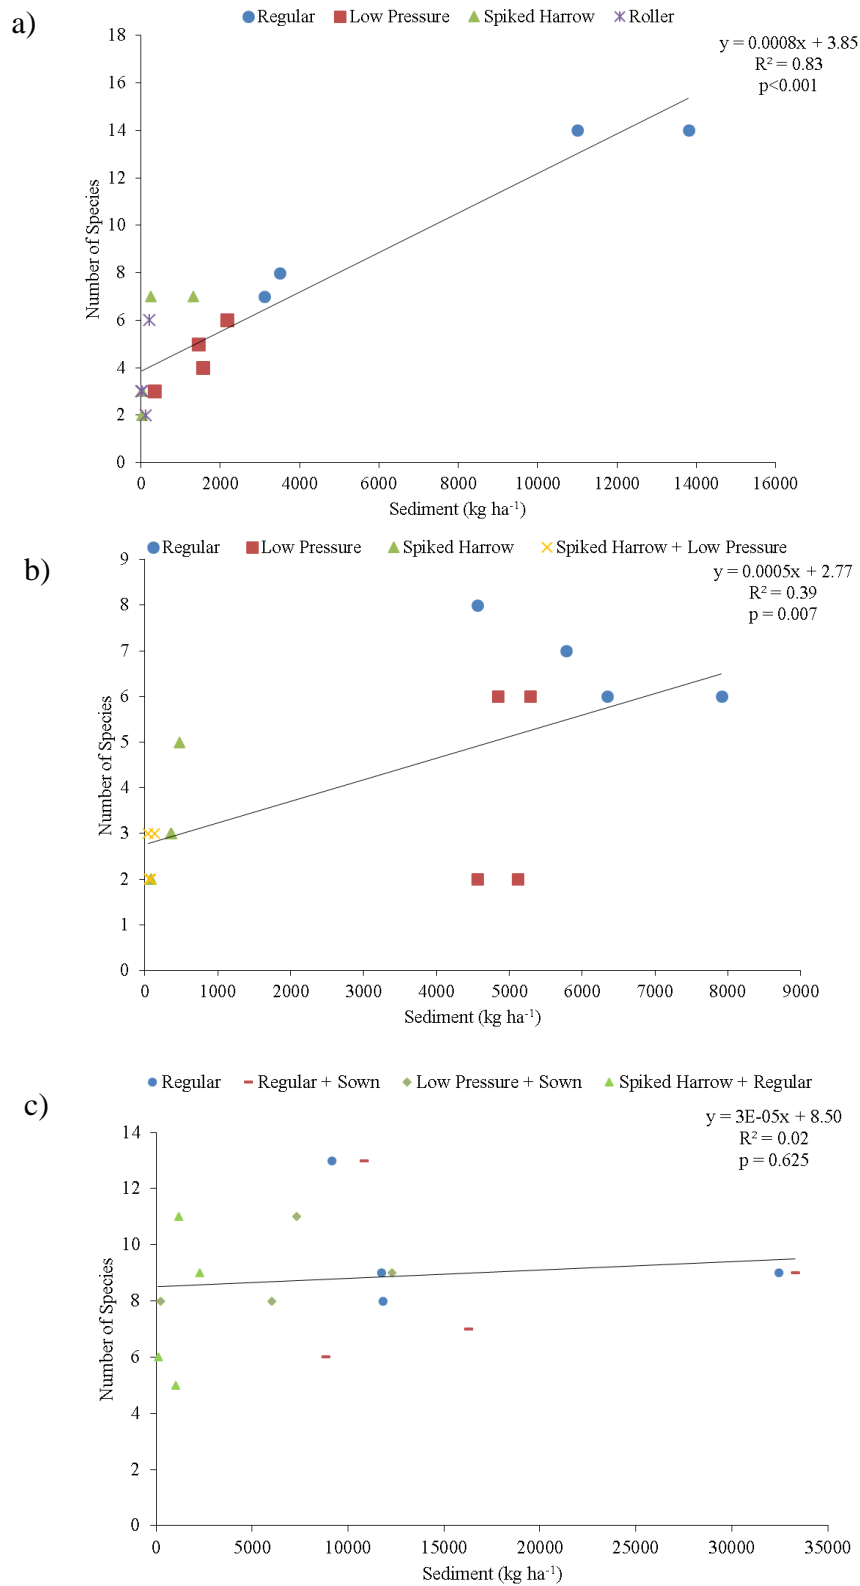 a)
Regular Low Pressure Spiked Harrow Roller
y = 0.0008x + 3.85
R² = 0.83
p<0.001
Number of Species
18
16
14
12
10
8
6
4
2
0
0 2000 4000 6000 8000 10000 12000 14000 16000
Sediment (kg ha⁻¹)
b)
Regular Low Pressure Spiked Harrow Spiked Harrow + Low Pressure
y = 0.0005x + 2.77
R² = 0.39
p = 0.007
Number of Species
9
8
7
6
5
4
3
2
1
0
0 1000 2000 3000 4000 5000 6000 7000 8000 9000
Sediment (kg ha⁻¹)
c)
Regular Regular + Sown Low Pressure + Sown Spiked Harrow + Regular
y = 3E-05x + 8.50
R² = 0.02
p = 0.625
Number of Species
14
12
10
8
6
4
2
0
0 5000 10000 15000 20000 25000 30000 35000
Sediment (kg ha⁻¹)